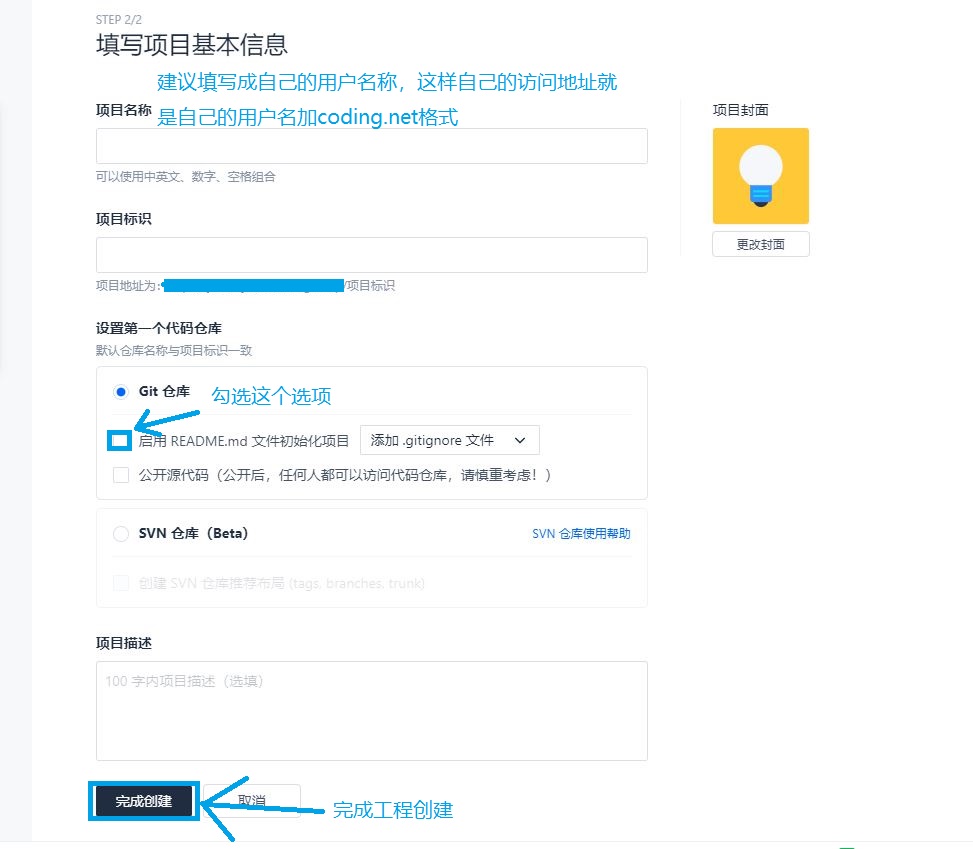 STEP 2/2
填写项目基本信息
建议填写成自己的用户名称，这样自己的访问地址就
是自己的用户名加coding.net格式
项目名称
项目封面
可以使用中英文、数字、空格组合
更改封面
项目标识
项目地址为：
/项目标识
设置第一个代码仓库
默认仓库名称与项目标识一致
Git 仓库
勾选这个选项
启用 README.md 文件初始化项目
添加 .gitignore 文件
公开源代码（公开后，任何人都可以访问代码仓库，请慎重考虑！）
SVN 仓库（Beta）
SVN 仓库使用帮助
创建 SVN 仓库推荐布局 (tags, branches, trunk)
项目描述
100 字内项目描述（选填）
完成创建
取消
完成工程创建